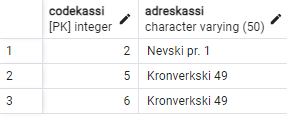 codekassi adreskassi
[PK] integer character varying (50)
1 2 Nevski pr. 1
2 5 Kronverkski 49
3 6 Kronverkski 49